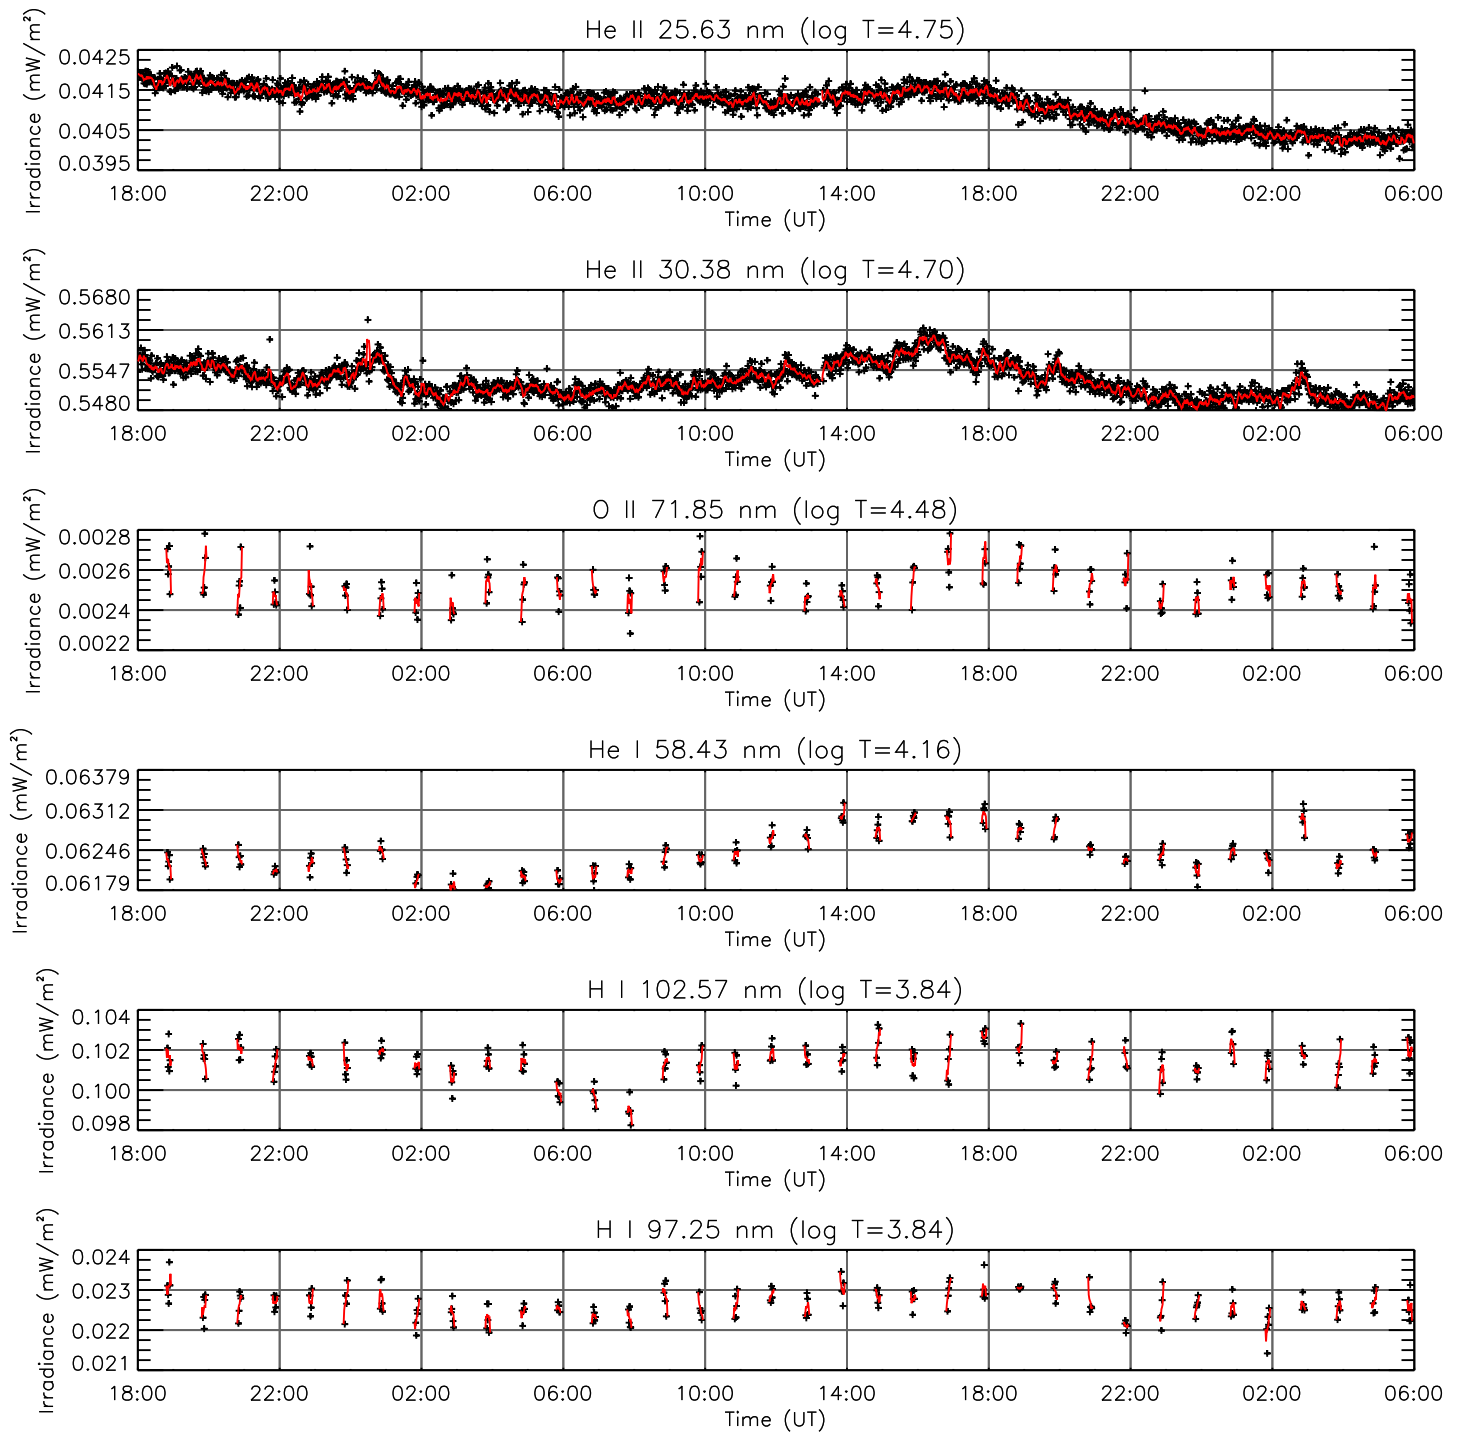 He II 25.63 nm (log T=4.75)
Irradiance (mW/m²)
0.0425
0.0415
0.0405
0.0395
18:00 22:00 02:00 06:00 10:00 14:00 18:00 22:00 02:00 06:00
Time (UT)
He II 30.38 nm (log T=4.70)
Irradiance (mW/m²)
0.5680
0.5613
0.5547
0.5480
18:00 22:00 02:00 06:00 10:00 14:00 18:00 22:00 02:00 06:00
Time (UT)
O II 71.85 nm (log T=4.48)
Irradiance (mW/m²)
0.0028
0.0026
0.0024
0.0022
18:00 22:00 02:00 06:00 10:00 14:00 18:00 22:00 02:00 06:00
Time (UT)
He I 58.43 nm (log T=4.16)
Irradiance (mW/m²)
0.06379
0.06312
0.06246
0.06179
18:00 22:00 02:00 06:00 10:00 14:00 18:00 22:00 02:00 06:00
Time (UT)
H I 102.57 nm (log T=3.84)
Irradiance (mW/m²)
0.104
0.102
0.100
0.098
18:00 22:00 02:00 06:00 10:00 14:00 18:00 22:00 02:00 06:00
Time (UT)
H I 97.25 nm (log T=3.84)
Irradiance (mW/m²)
0.024
0.023
0.022
0.021
18:00 22:00 02:00 06:00 10:00 14:00 18:00 22:00 02:00 06:00
Time (UT)